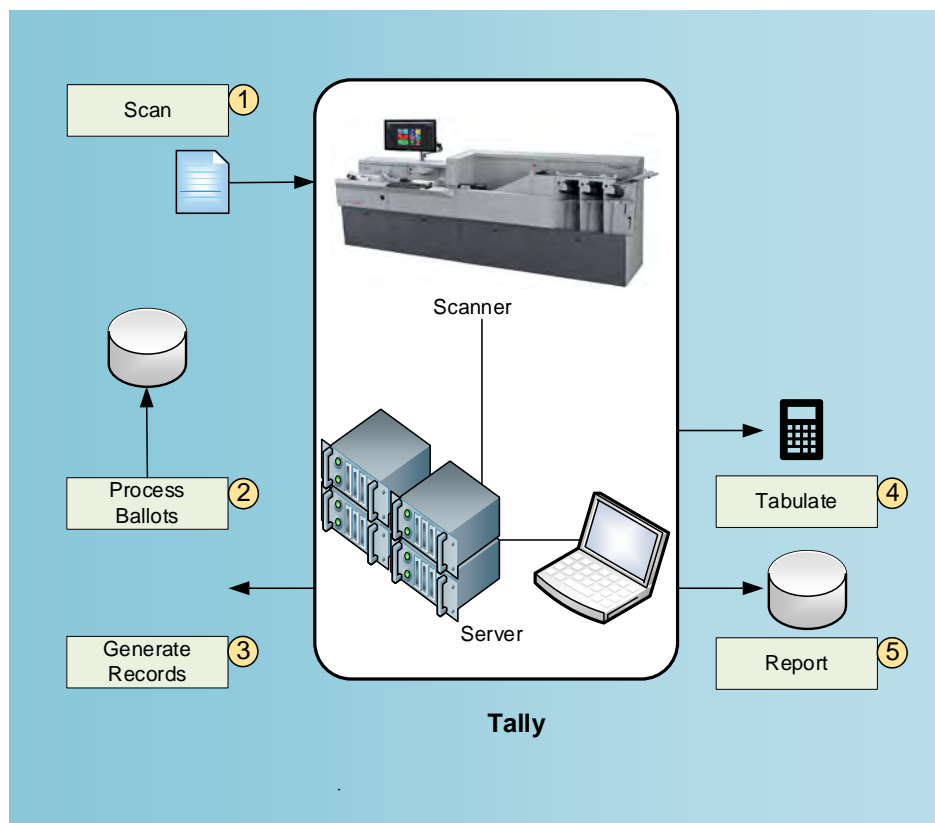 Scan
1
Scanner
Process
Ballots
2
Tabulate
4
Server
Generate
Records
3
Report
5
Tally